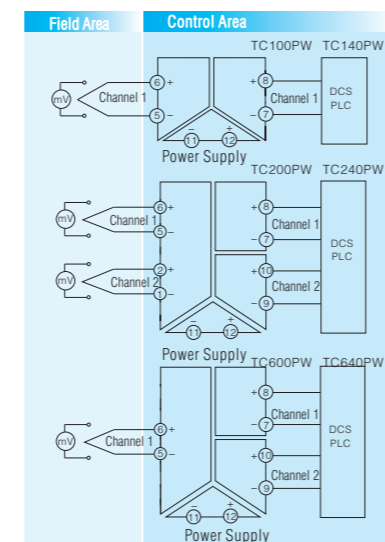 Field Area Control Area
TC100PW TC140PW
6 + + 8
mV Channel 1 Channel 1 DCS
PLC
5 − − 7
− +
11 12
Power Supply
TC200PW TC240PW
6 + + 8
mV Channel 1 Channel 1
5 − − 7
DCS
PLC
2 + + 10
mV Channel 2 Channel 2
1 − − 9
− +
11 12
Power Supply
TC600PW TC640PW
+ 8
Channel 1
6 + − 7
mV Channel 1 DCS
PLC
5 − + 10
Channel 2
− 9
− +
11 12
Power Supply